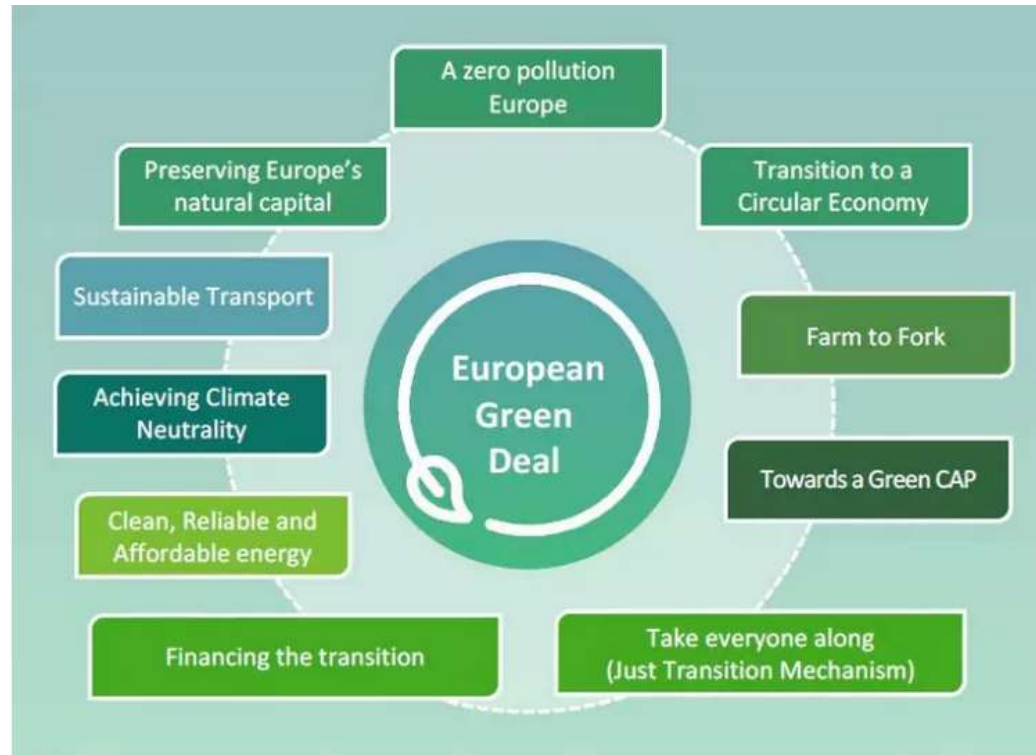 A zero pollution
Europe
Preserving Europe's
natural capital
Transition to a
Circular Economy
Sustainable Transport
Farm to Fork
European
Green
Deal
Achieving Climate
Neutrality
Towards a Green CAP
Clean, Reliable and
Affordable energy
Financing the transition
Take everyone along
(Just Transition Mechanism)